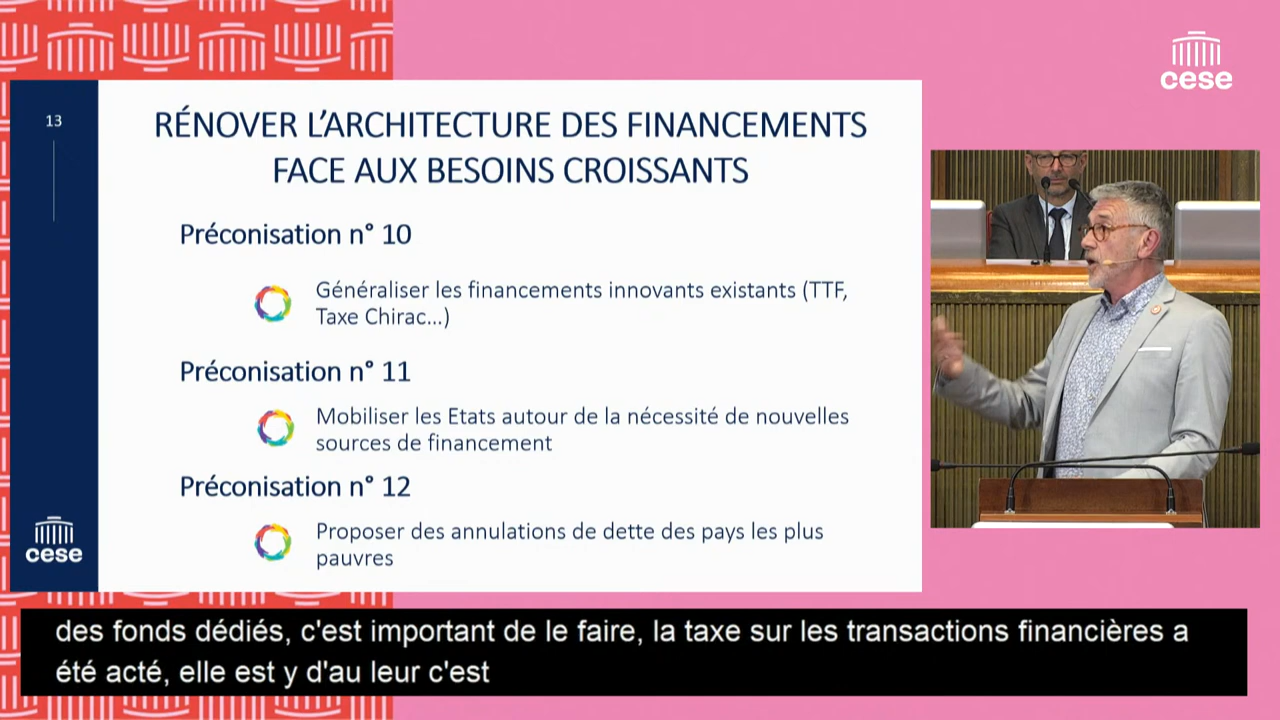 cese
13
RÉNOVER L'ARCHITECTURE DES FINANCEMENTS
FACE AUX BESOINS CROISSANTS
Préconisation n° 10
Généraliser les financements innovants existants (TTF,
Taxe Chirac...)
Préconisation n° 11
Mobiliser les Etats autour de la nécessité de nouvelles
sources de financement
Préconisation n° 12
Proposer des annulations de dette des pays les plus
pauvres
cese
des fonds dédiés, c'est important de le faire, la taxe sur les transactions financières a
été acté, elle est y d'au leur c'est